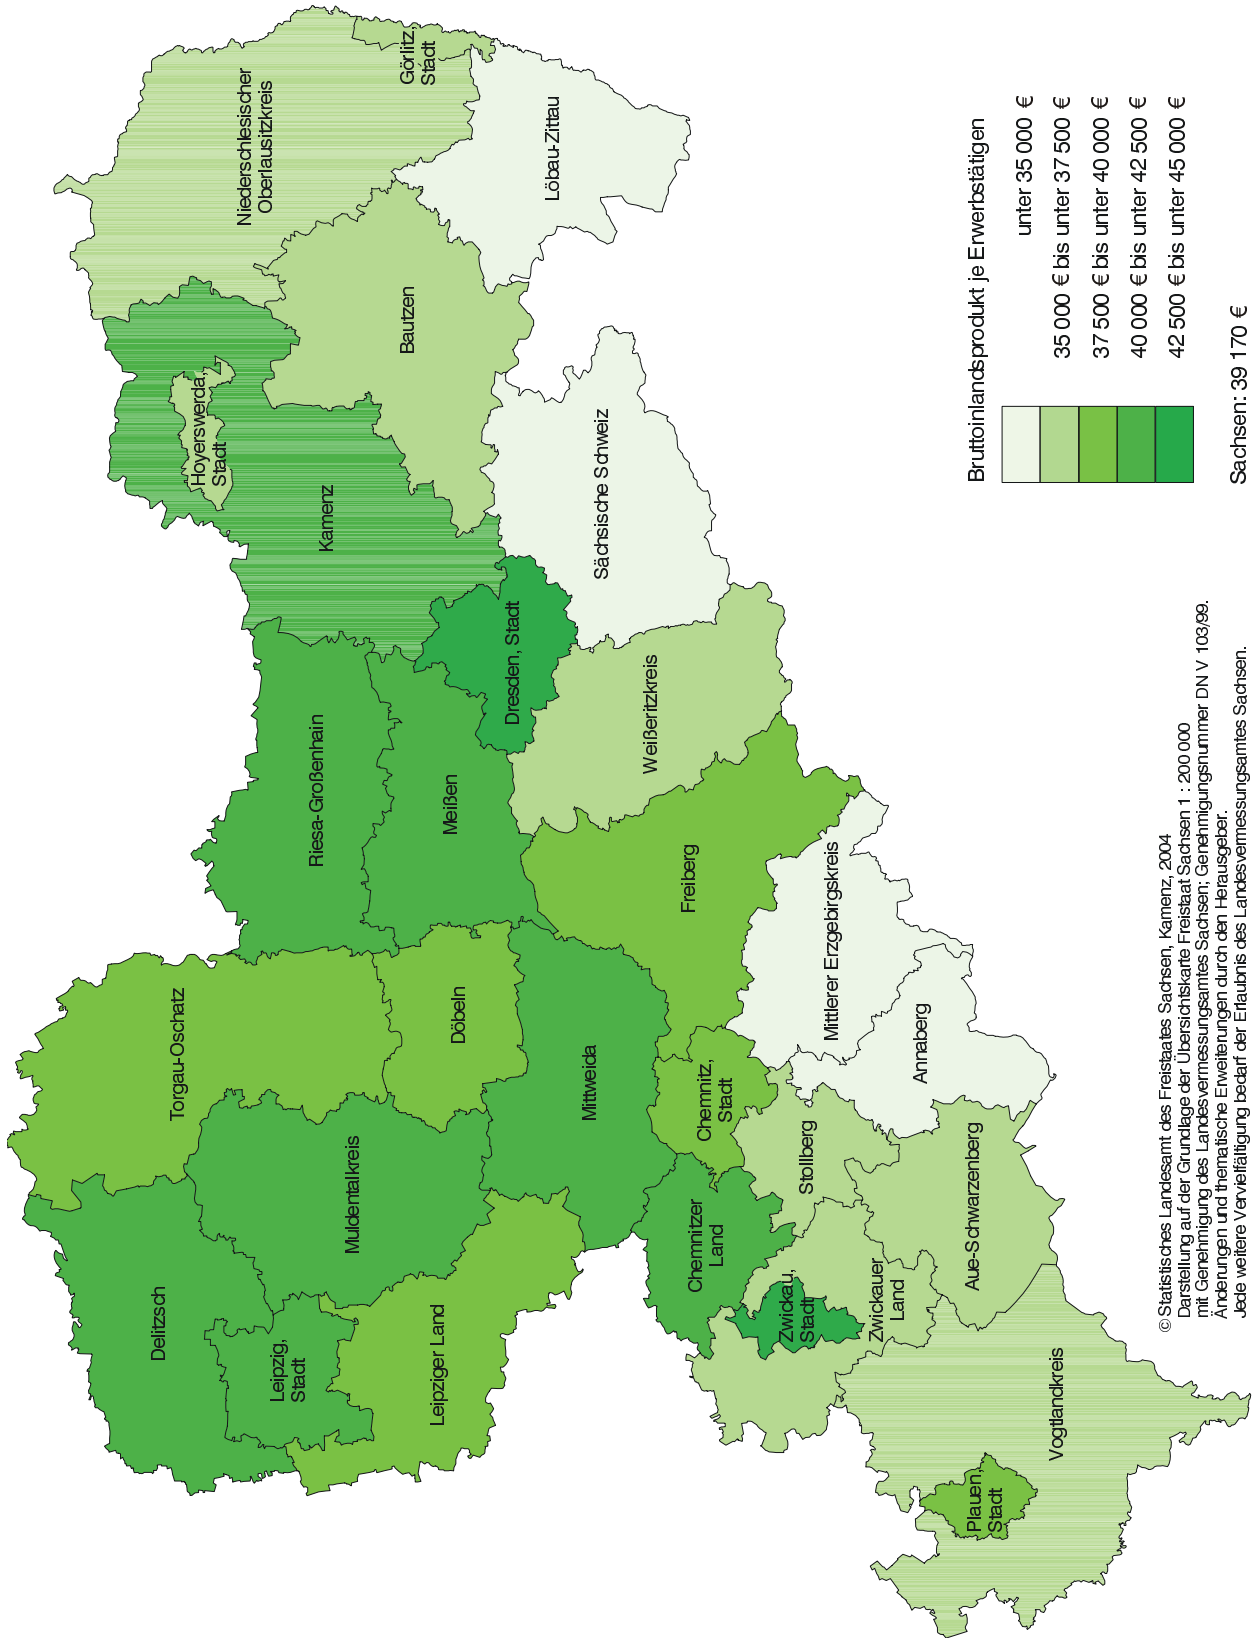 Delitzsch
Torgau-Oschatz
Leipzig,
Stadt
Muldentalkreis
Leipziger Land
Döbeln
Riesa-Großenhain
Meißen
Kamenz
Hoyerswerda,
Stadt
Niederschlesischer
Oberlausitzkreis
Görlitz,
Stadt
Bautzen
Löbau-Zittau
Dresden, Stadt
Sächsische Schweiz
Weißeritzkreis
Mittweida
Freiberg
Chemnitz,
Stadt
Chemnitzer
Land
Mittlerer Erzgebirgskreis
Annaberg
Stollberg
Zwickau,
Stadt
Zwickauer
Land
Aue-Schwarzenberg
Vogtlandkreis
Plauen,
Stadt
Bruttoinlandsprodukt je Erwerbstätigen
unter 35 000 €
35 000 € bis unter 37 500 €
37 500 € bis unter 40 000 €
40 000 € bis unter 42 500 €
42 500 € bis unter 45 000 €
Sachsen: 39 170 €
© Statistisches Landesamt des Freistaates Sachsen, Kamenz, 2004
Darstellung auf der Grundlage der Übersichtskarte Freistaat Sachsen 1 : 200 000
mit Genehmigung des Landesvermessungsamtes Sachsen; Genehmigungsnummer DN V 103/99.
Änderungen und thematische Erweiterungen durch den Herausgeber.
Jede weitere Vervielfältigung bedarf der Erlaubnis des Landesvermessungsamtes Sachsen.